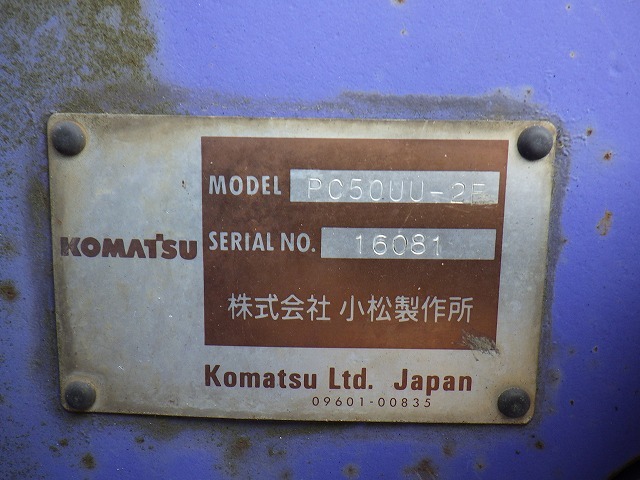 MODEL PC50UU-2E
KOMATSU
SERIAL NO. 16081
株式会社 小松製作所
Komatsu Ltd. Japan
09601-00835